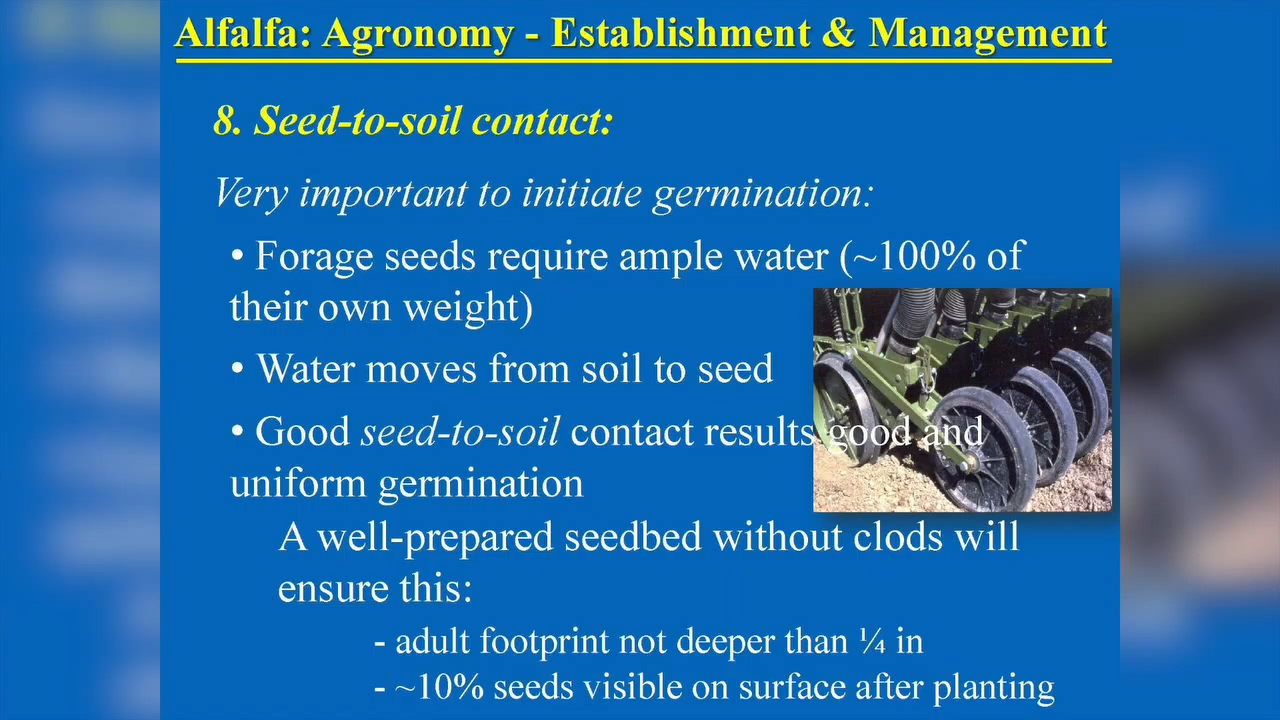 Alfalfa: Agronomy - Establishment & Management
8. Seed-to-soil contact:
Very important to initiate germination:
• Forage seeds require ample water (~100% of
their own weight)
• Water moves from soil to seed
• Good seed-to-soil contact results good and
uniform germination
A well-prepared seedbed without clods will
ensure this:
- adult footprint not deeper than ¼ in
- ~10% seeds visible on surface after planting